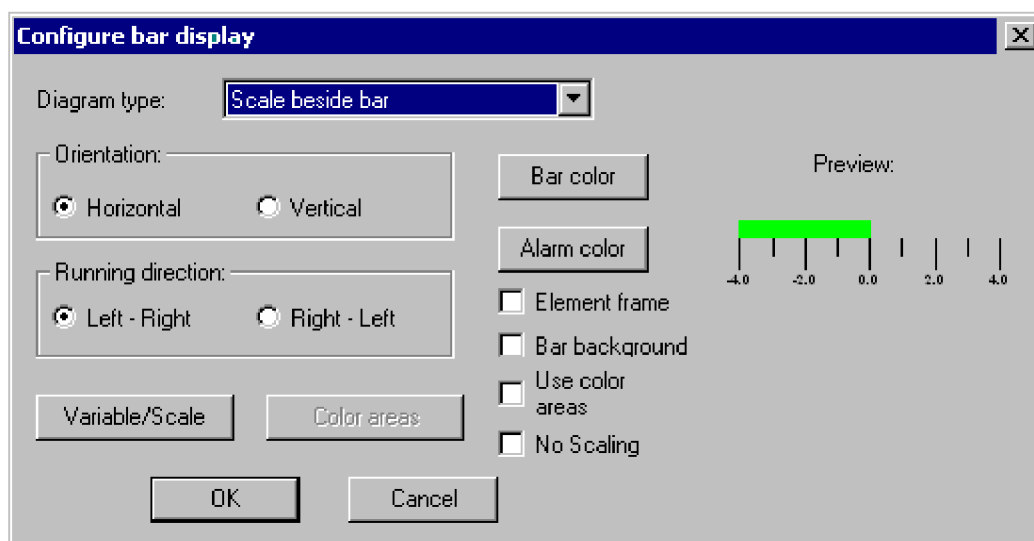 Configure bar display
Diagram type:
Scale beside bar
Orientation:
Horizontal
Vertical
Running direction:
Left - Right
Right - Left
Variable/Scale
Color areas
OK
Cancel
Bar color
Alarm color
Element frame
Bar background
Use color
areas
No Scaling
Preview:
-4.0 -2.0 0.0 2.0 4.0